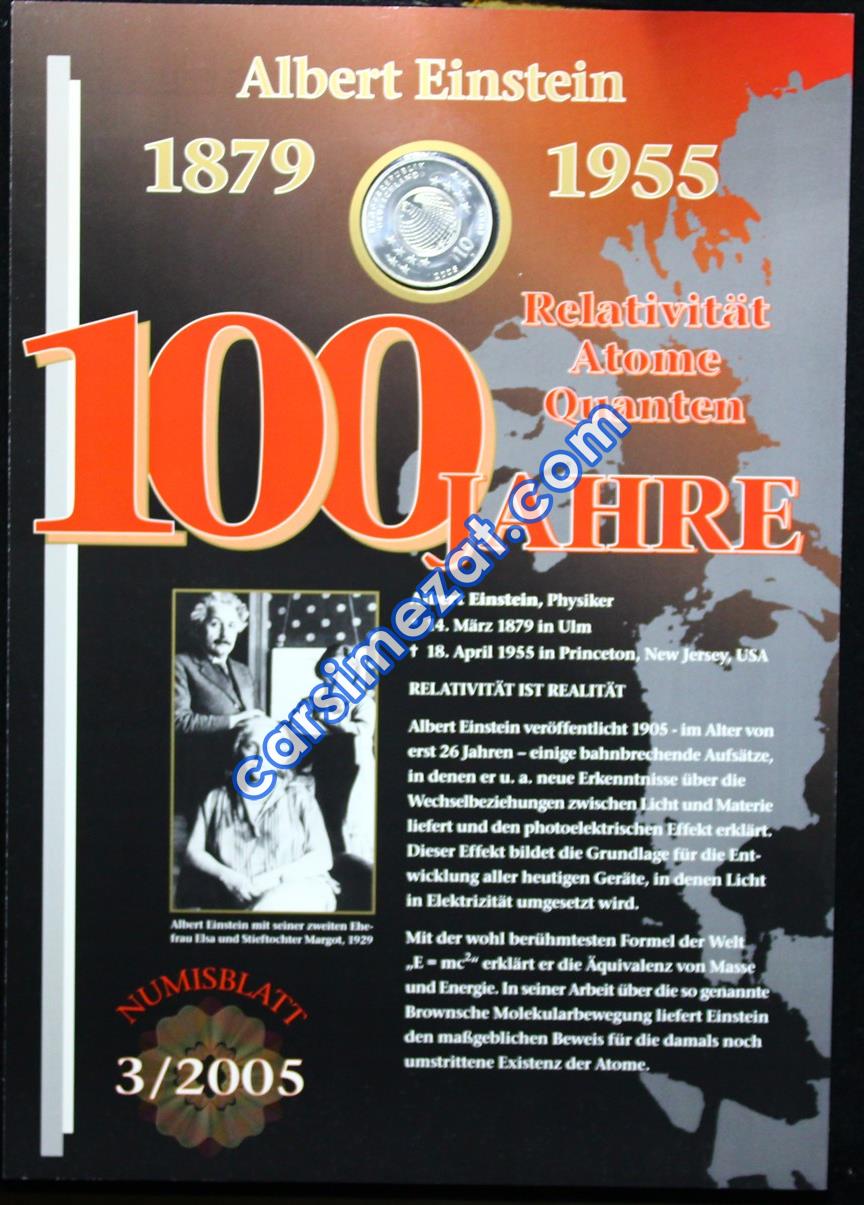 Albert Einstein
1879
1955
BUNDESREPUBLIK
DEUTSCHLAND
EURO
10
2005
Relativität
Atome
Quanten
100
JAHRE
carsimezat.com
Einstein, Physiker
14. März 1879 in Ulm
† 18. April 1955 in Princeton, New Jersey, USA
RELATIVITÄT IST REALITÄT
Albert Einstein veröffentlicht 1905 - im Alter von
erst 26 Jahren – einige bahnbrechende Aufsätze,
in denen er u. a. neue Erkenntnisse über die
Wechselbeziehungen zwischen Licht und Materie
liefert und den photoelektrischen Effekt erklärt.
Dieser Effekt bildet die Grundlage für die Ent-
wicklung aller heutigen Geräte, in denen Licht
in Elektrizität umgesetzt wird.
Mit der wohl berühmtesten Formel der Welt
„E = mc²“ erklärt er die Äquivalenz von Masse
und Energie. In seiner Arbeit über die so genannte
Brownsche Molekularbewegung liefert Einstein
den maßgeblichen Beweis für die damals noch
umstrittene Existenz der Atome.
Albert Einstein mit seiner zweiten Ehe-
frau Elsa und Stieftochter Margot, 1929
NUMISBLATT
3/2005